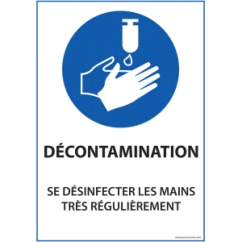 DÉCONTAMINATION
SE DÉSINFECTER LES MAINS
TRÈS RÉGULIÈREMENT